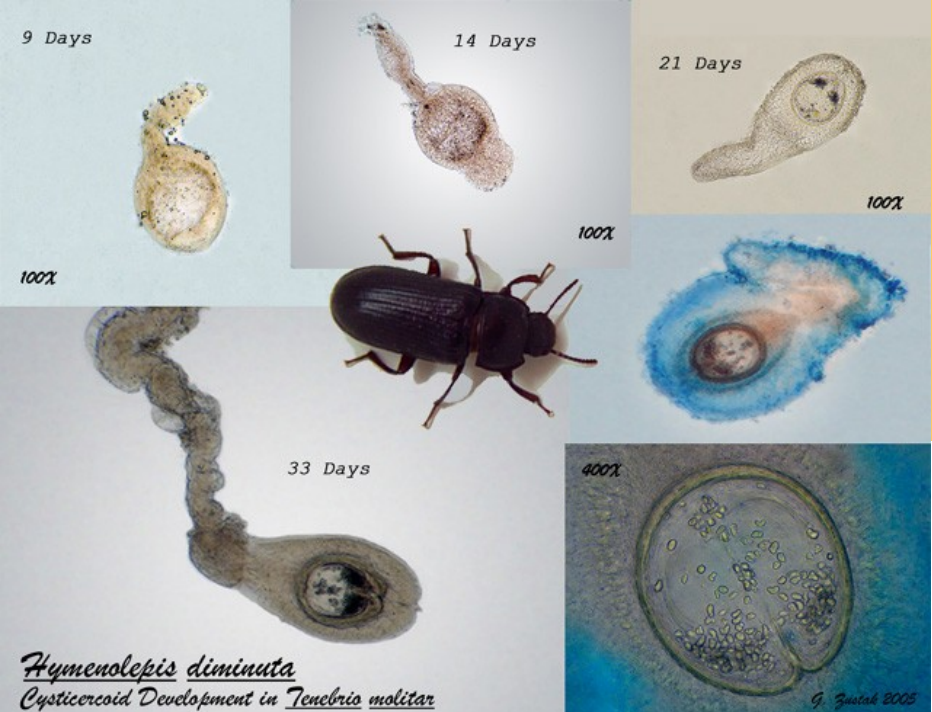 9 Days
14 Days
21 Days
100X
100X
100X
33 Days
400X
Hymenolepis diminuta
Cysticercoid Development in Tenebrio molitar
G. Zustak 2005